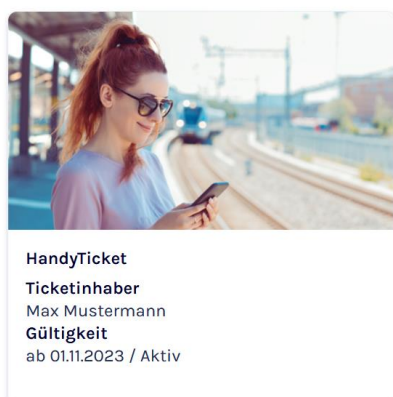 HandyTicket
Ticketinhaber
Max Mustermann
Gültigkeit
ab 01.11.2023 / Aktiv